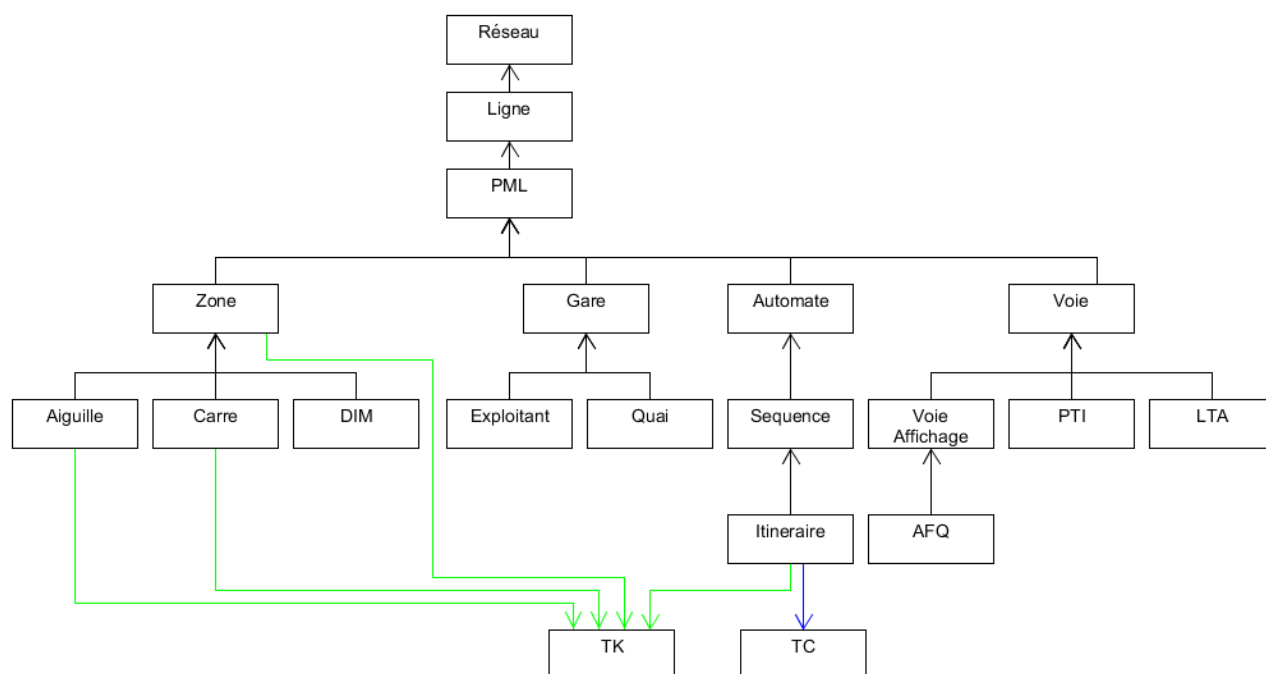 Réseau
Ligne
PML
Zone
Gare
Automate
Voie
Aiguille
Carre
DIM
Exploitant
Quai
Sequence
Voie
Affichage
PTI
LTA
Itineraire
AFQ
TK
TC